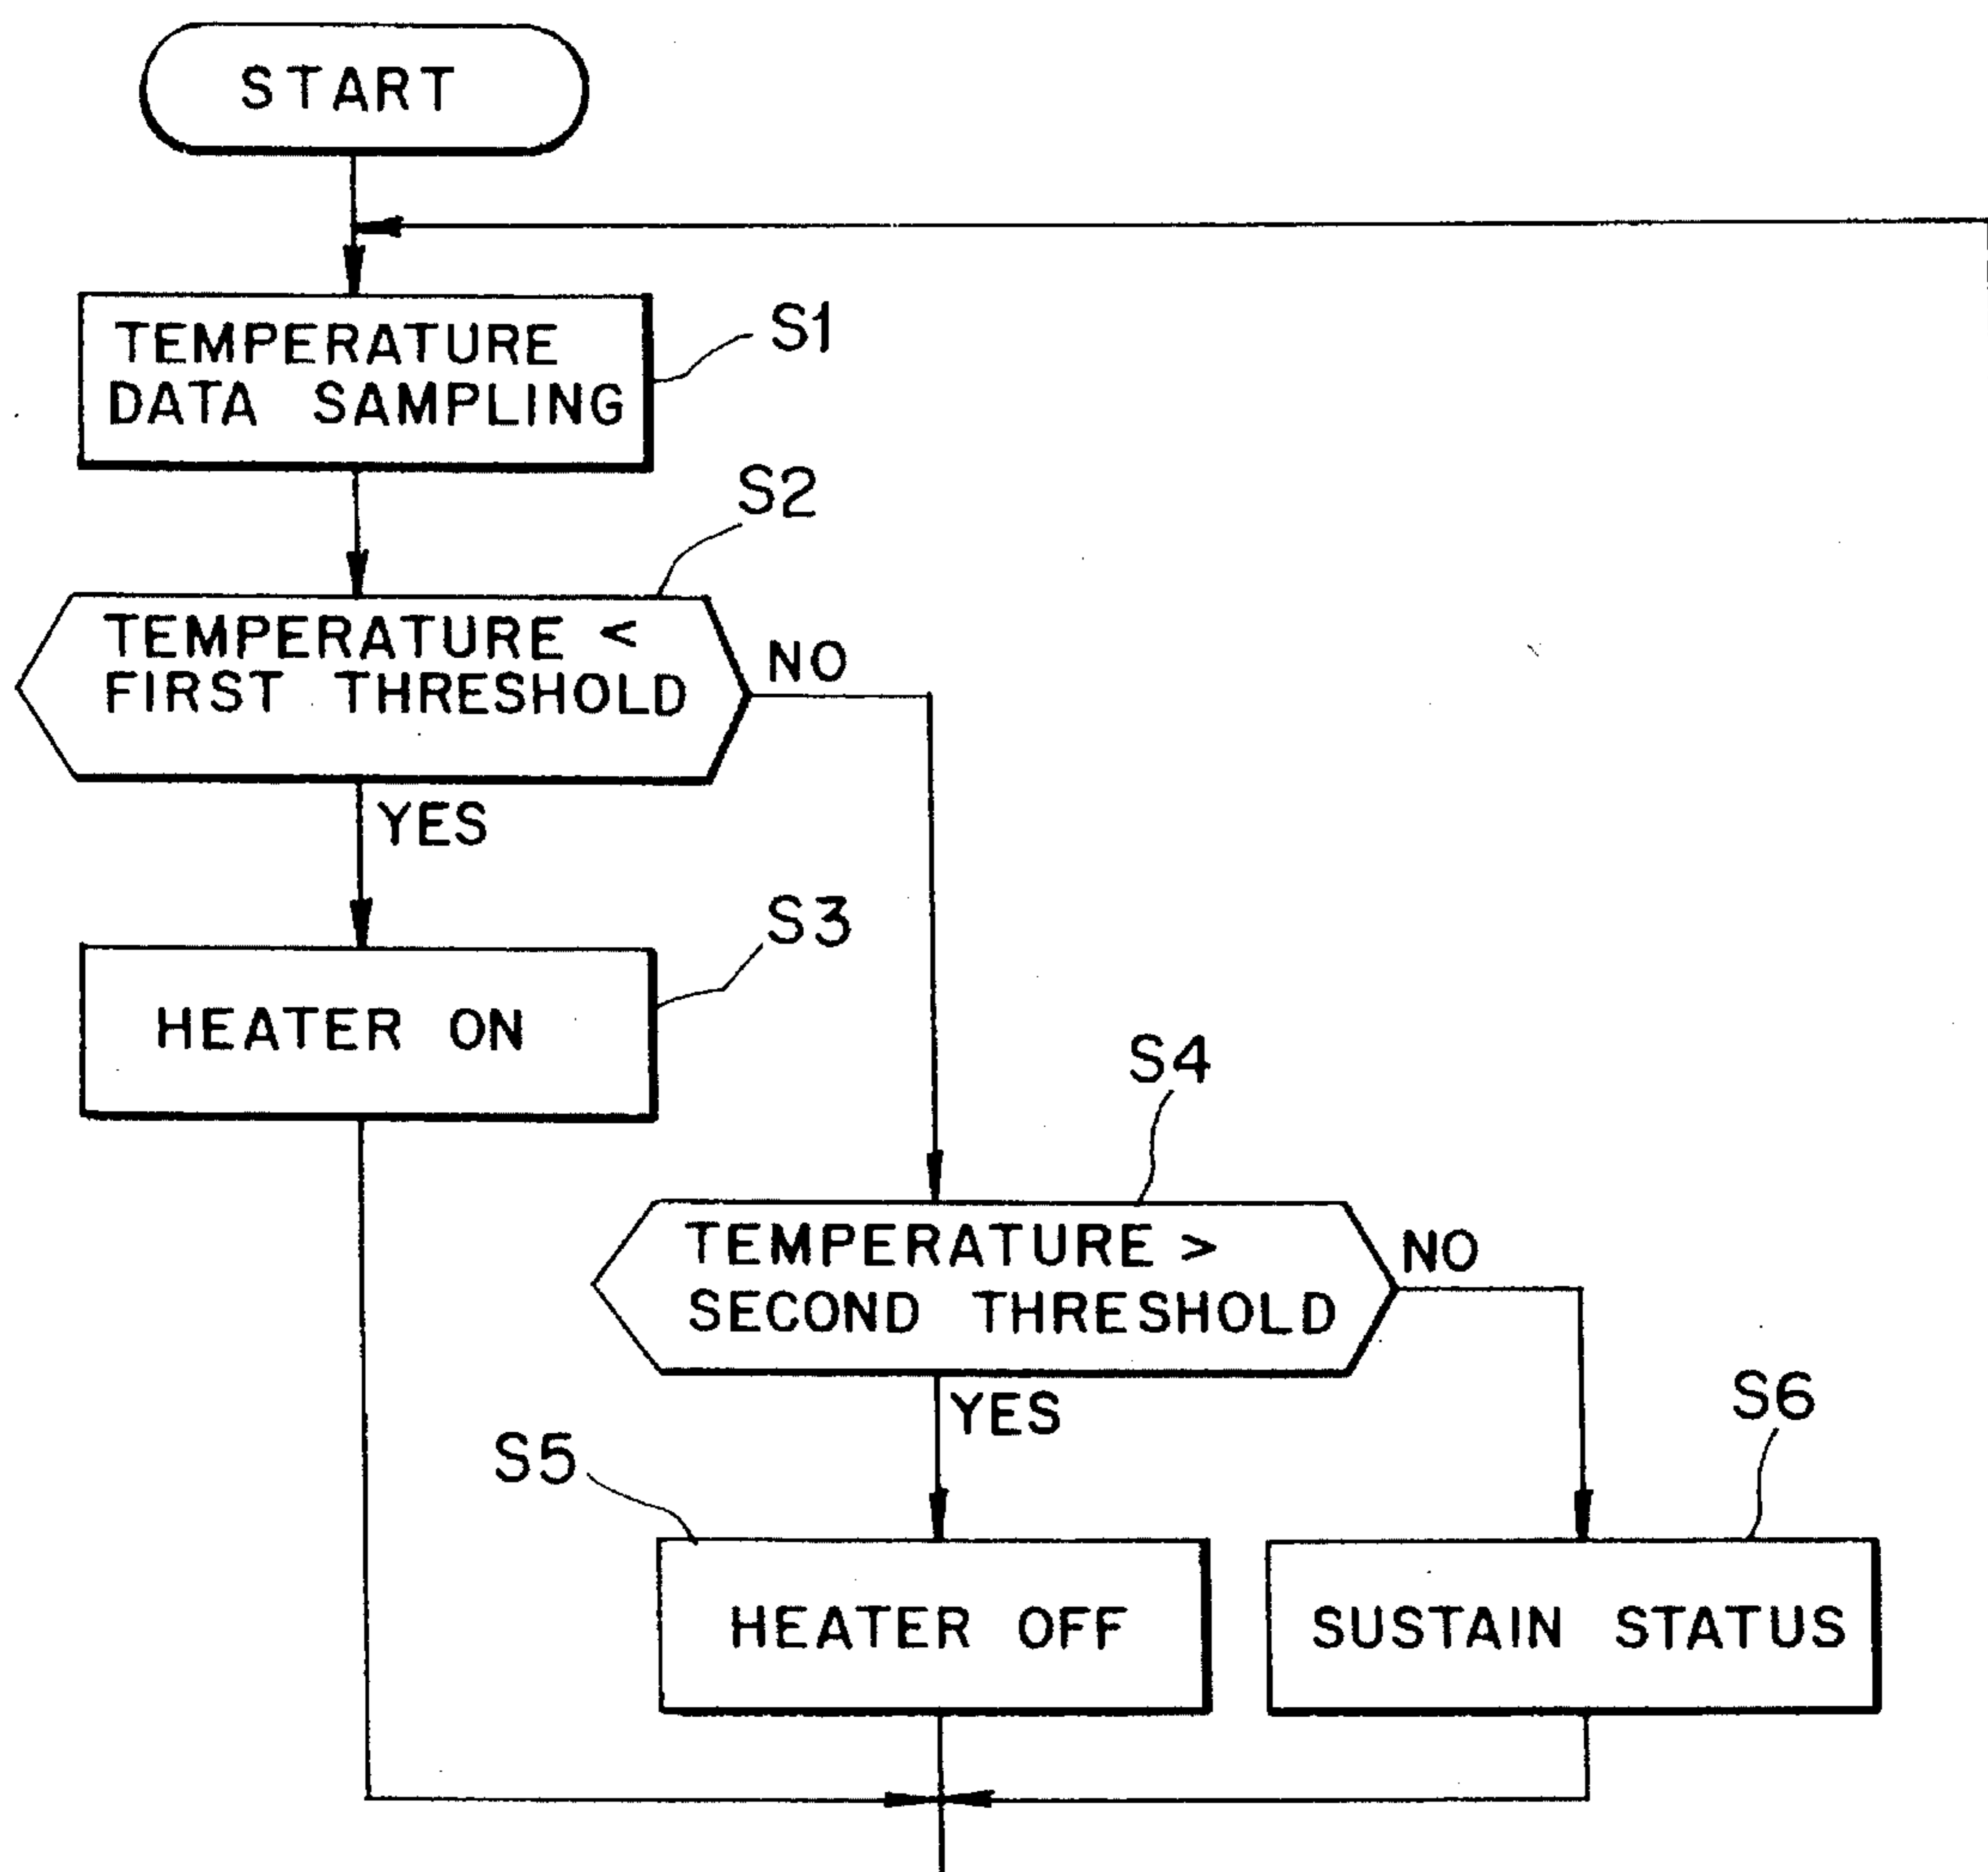 START
TEMPERATURE
DATA SAMPLING
S1
S2
TEMPERATURE <
FIRST THRESHOLD
NO
YES
S3
HEATER ON
S4
TEMPERATURE >
SECOND THRESHOLD
NO
YES
S5
S6
HEATER OFF
SUSTAIN STATUS